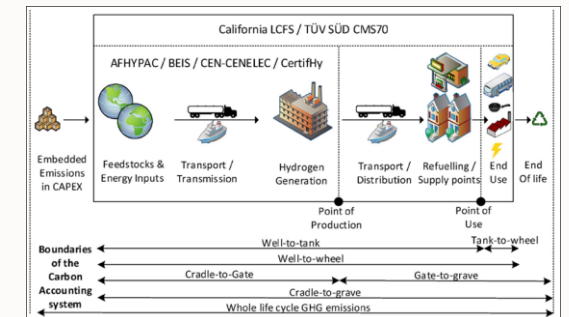 California LCFS / TÜV SÜD CMS70
AFHYPAC / BEIS / CEN-CENELEC / CertifHy
Embedded
Emissions
in CAPEX
Feedstocks &
Energy Inputs
Transport /
Transmission
Hydrogen
Generation
Transport /
Distribution
Refuelling /
Supply points
End
Use
End
Of life
Point of
Production
Point of
Use
Boundaries
of the
Carbon
Accounting
system
Well-to-tank
Tank-to-wheel
Well-to-wheel
Cradle-to-Gate
Gate-to-grave
Cradle-to-grave
Whole life cycle GHG emissions